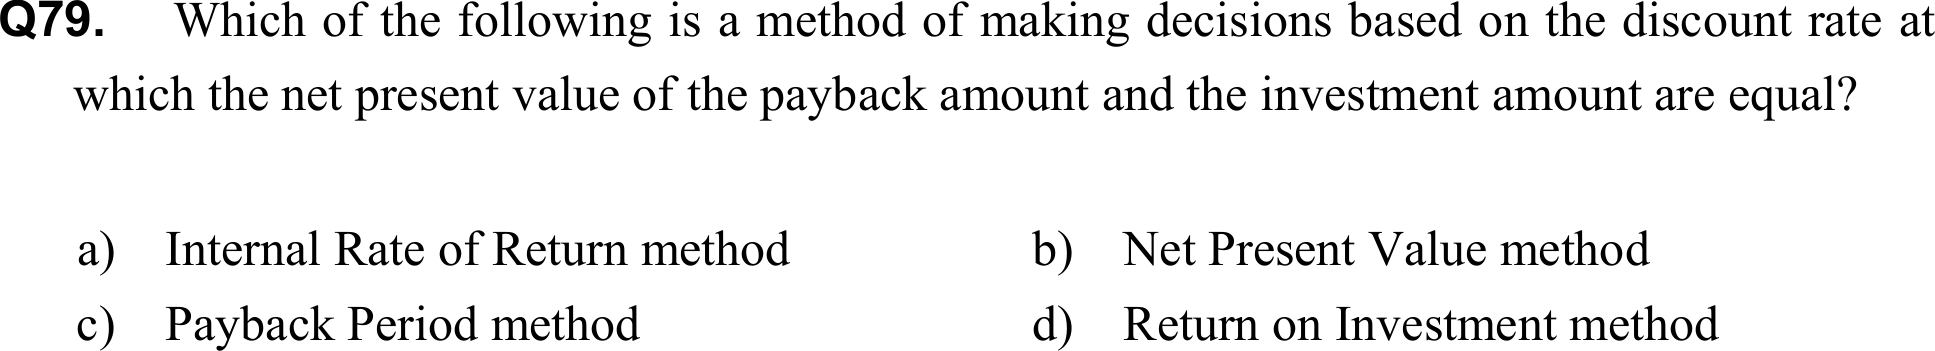 Q79. Which of the following is a method of making decisions based on the discount rate at
which the net present value of the payback amount and the investment amount are equal?
a) Internal Rate of Return method b) Net Present Value method
c) Payback Period method d) Return on Investment method